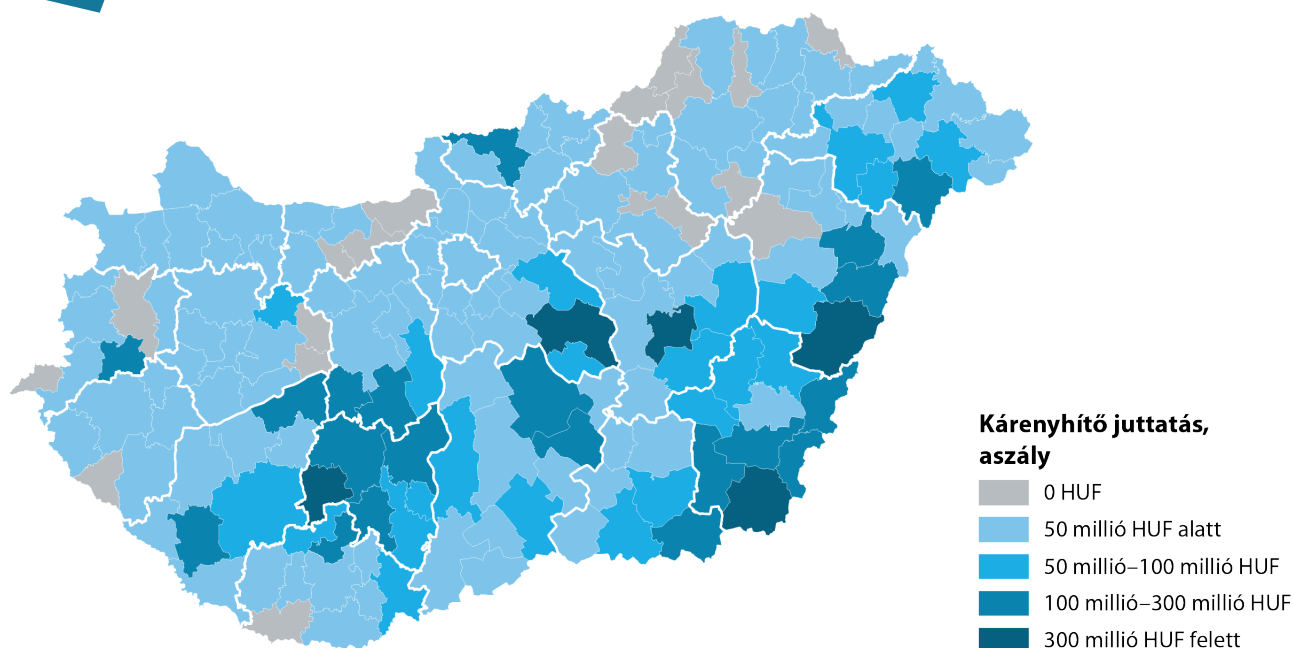 Kárenyhítő juttatás,
aszály
0 HUF
50 millió HUF alatt
50 millió–100 millió HUF
100 millió–300 millió HUF
300 millió HUF felett